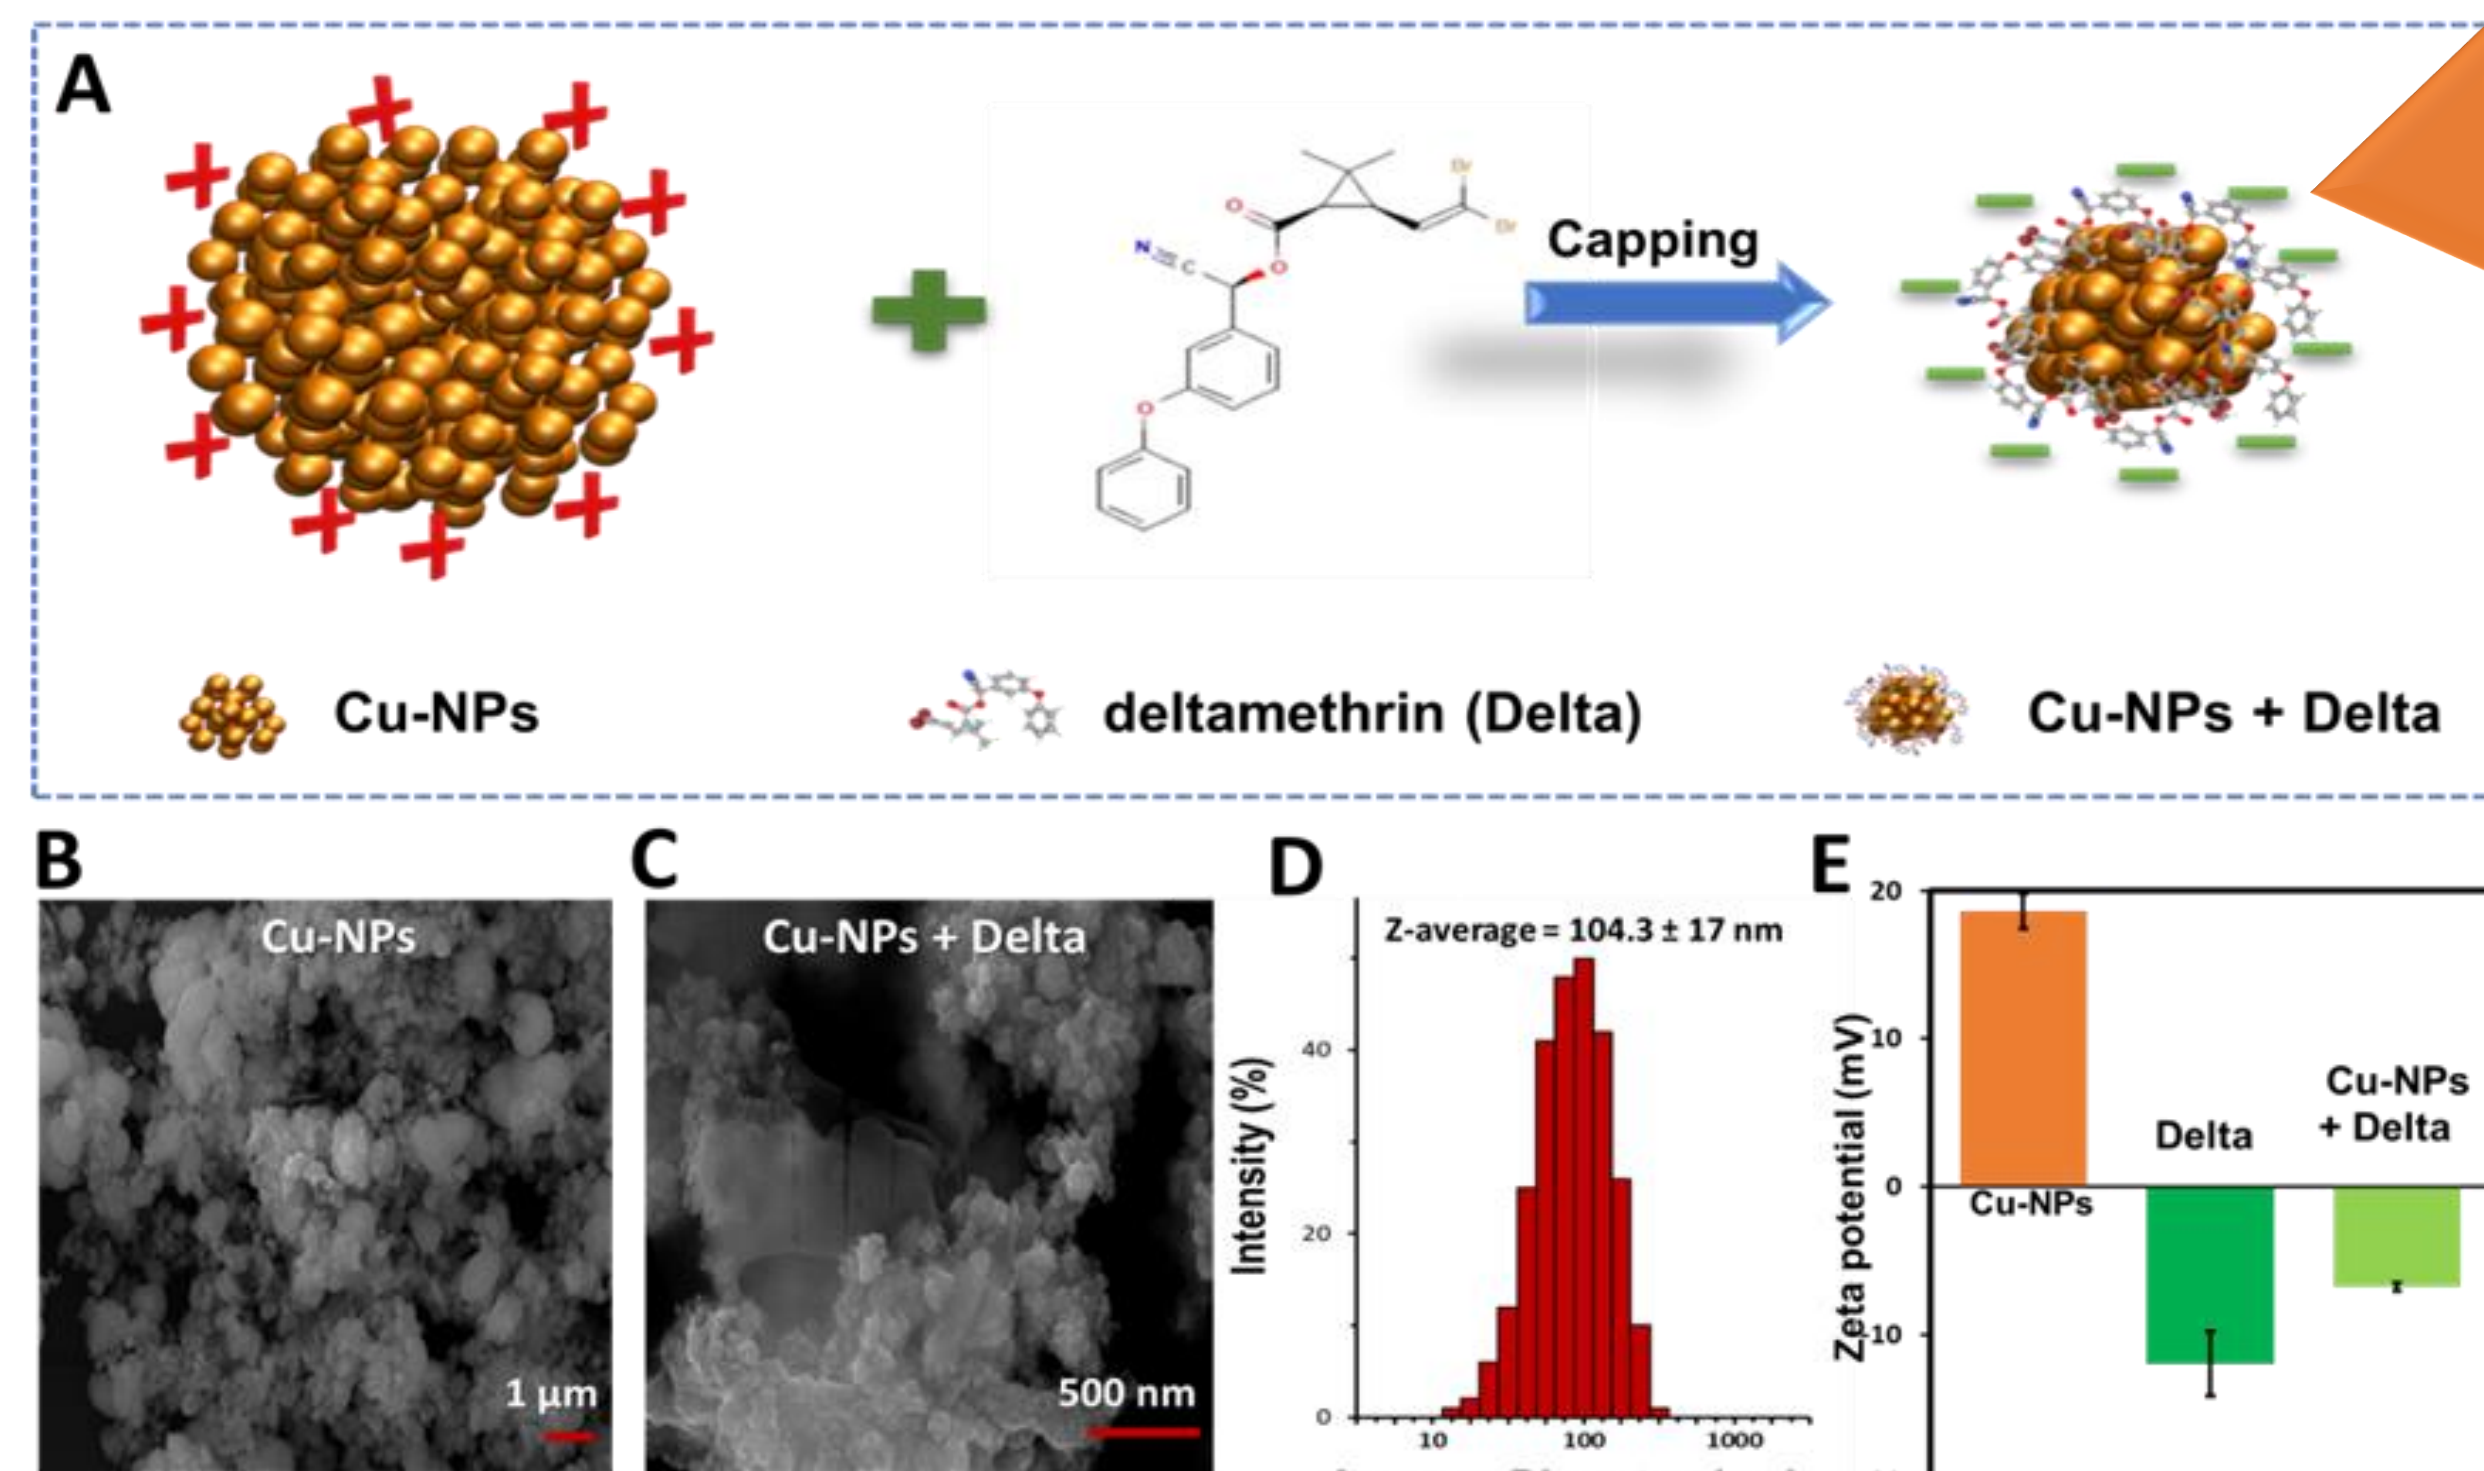 A
Br
O
Br
N
C
O
Capping
O
Cu-NPs
deltamethrin (Delta)
Cu-NPs + Delta
B
C
D
E
Cu-NPs
Cu-NPs + Delta
Z-average = 104.3 ± 17 nm
Intensity (%)
40
20
0
10
100
1000
1 µm
500 nm
Zeta potential (mV)
20
10
0
-10
Cu-NPs
Delta
Cu-NPs
+ Delta